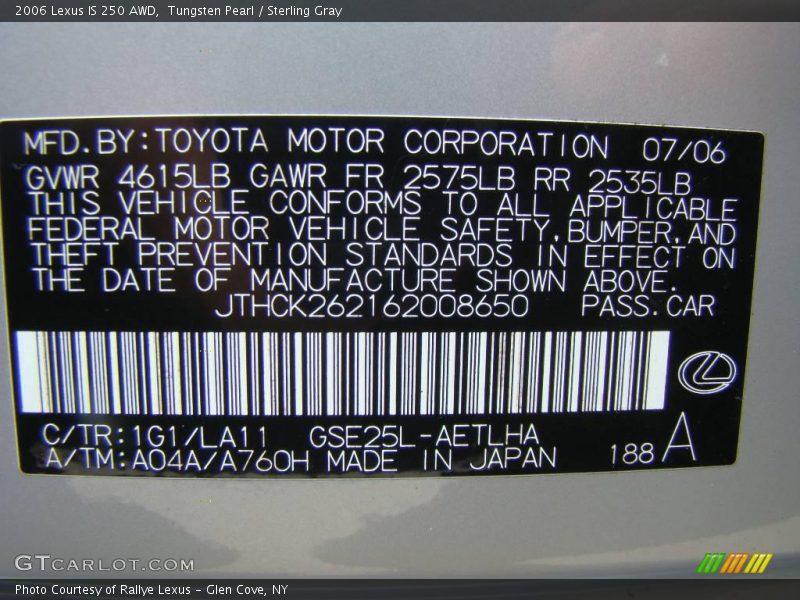 2006 Lexus IS 250 AWD,  Tungsten Pearl / Sterling Gray
MFD.BY:TOYOTA MOTOR CORPORATION 07/06
GVWR 4615LB GAWR FR 2575LB RR 2535LB
THIS VEHICLE CONFORMS TO ALL APPLICABLE
FEDERAL MOTOR VEHICLE SAFETY,BUMPER,AND
THEFT PREVENTION STANDARDS IN EFFECT ON
THE DATE OF MANUFACTURE SHOWN ABOVE.
JTHCK262162008650 PASS.CAR
C/TR:1G1/LA11 GSE25L-AETLHA
A/TM:A04A/A760H MADE IN JAPAN 188 A
GTCARLOT.COM
Photo Courtesy of Rallye Lexus – Glen Cove, NY